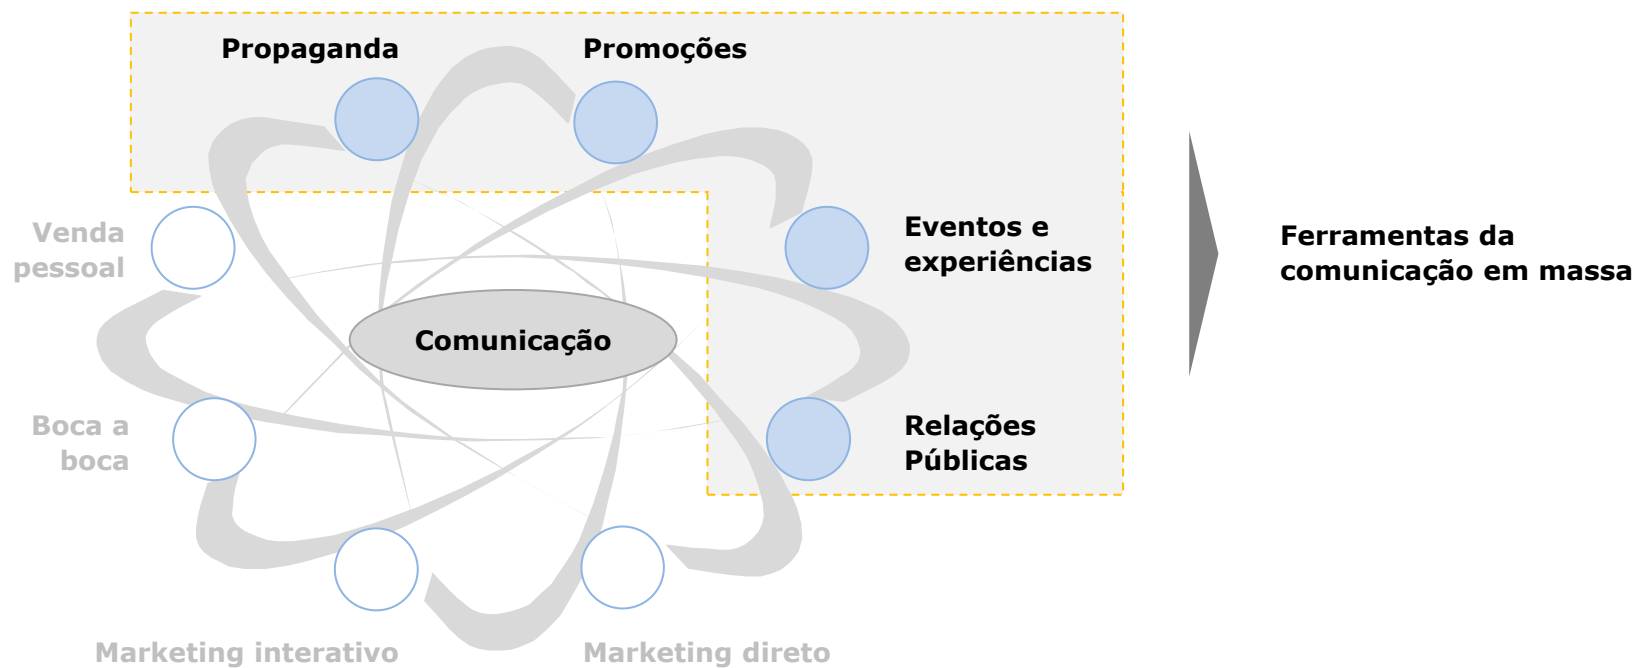 Propaganda
Promoções
Venda
pessoal
Eventos e
experiências
Ferramentas da
comunicação em massa
Comunicação
Boca a
boca
Relações
Públicas
Marketing interativo
Marketing direto